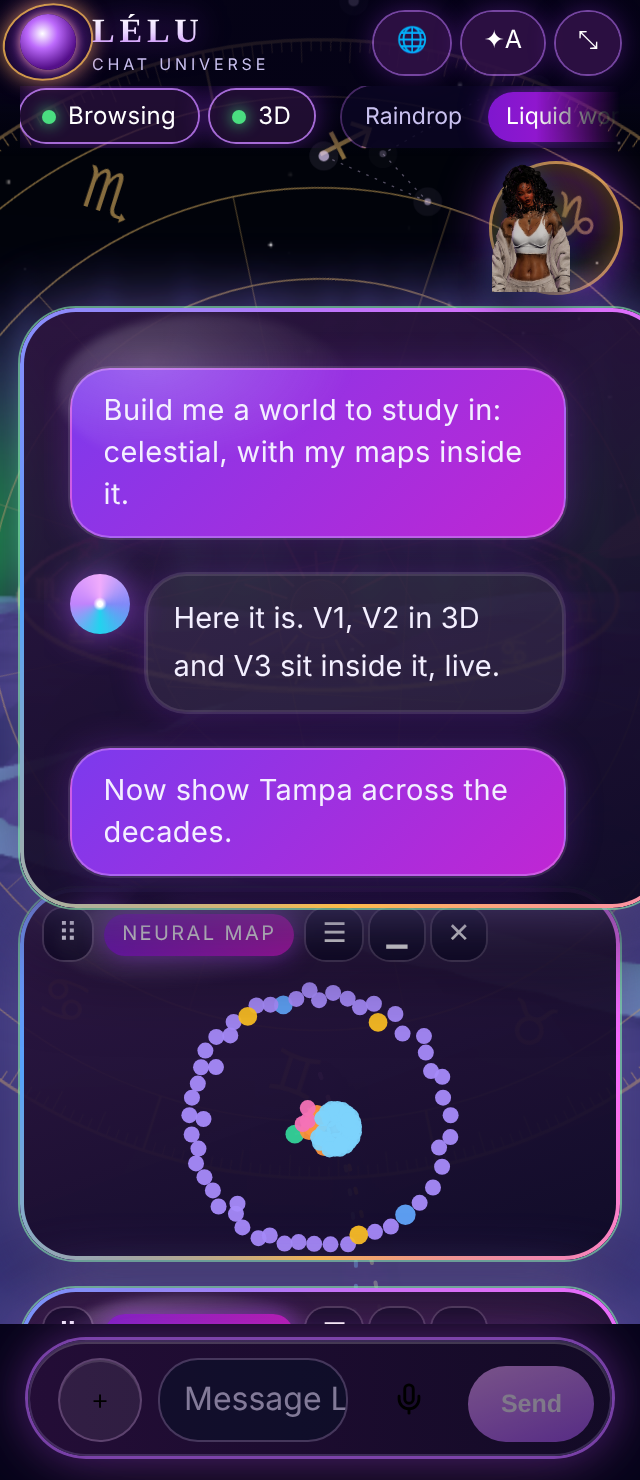 LÉLU
CHAT UNIVERSE
✦A
Browsing
3D
Raindrop
Liquid wo
Build me a world to study in:
celestial, with my maps inside
it.
Here it is. V1, V2 in 3D
and V3 sit inside it, live.
Now show Tampa across the
decades.
NEURAL MAP
+
Message L
Send